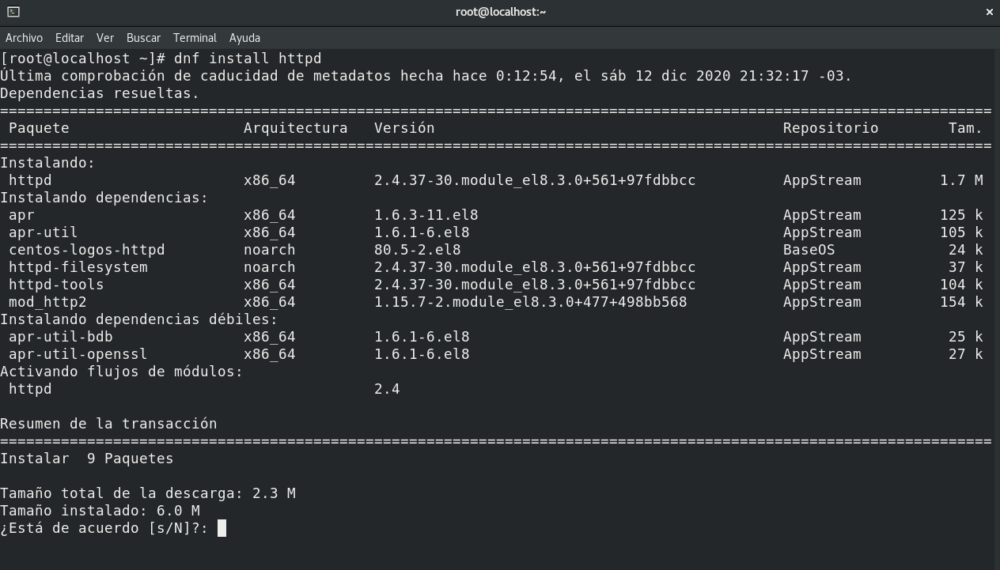 root@localhost:~
Archivo Editar Ver Buscar Terminal Ayuda
[root@localhost ~]# dnf install httpd
Última comprobación de caducidad de metadatos hecha hace 0:12:54, el sáb 12 dic 2020 21:32:17 -03.
Dependencias resueltas.
==================================================================================================================
Paquete Arquitectura Versión Repositorio Tam.
==================================================================================================================
Instalando:
httpd x86_64 2.4.37-30.module_el8.3.0+561+97fdbbcc AppStream 1.7 M
Instalando dependencias:
apr x86_64 1.6.3-11.el8 AppStream 125 k
apr-util x86_64 1.6.1-6.el8 AppStream 105 k
centos-logos-httpd noarch 80.5-2.el8 BaseOS 24 k
httpd-filesystem noarch 2.4.37-30.module_el8.3.0+561+97fdbbcc AppStream 37 k
httpd-tools x86_64 2.4.37-30.module_el8.3.0+561+97fdbbcc AppStream 104 k
mod_http2 x86_64 1.15.7-2.module_el8.3.0+477+498bb568 AppStream 154 k
Instalando dependencias débiles:
apr-util-bdb x86_64 1.6.1-6.el8 AppStream 25 k
apr-util-openssl x86_64 1.6.1-6.el8 AppStream 27 k
Activando flujos de módulos:
httpd 2.4
Resumen de la transacción
==================================================================================================================
Instalar 9 Paquetes
Tamaño total de la descarga: 2.3 M
Tamaño instalado: 6.0 M
¿Está de acuerdo [s/N]?: